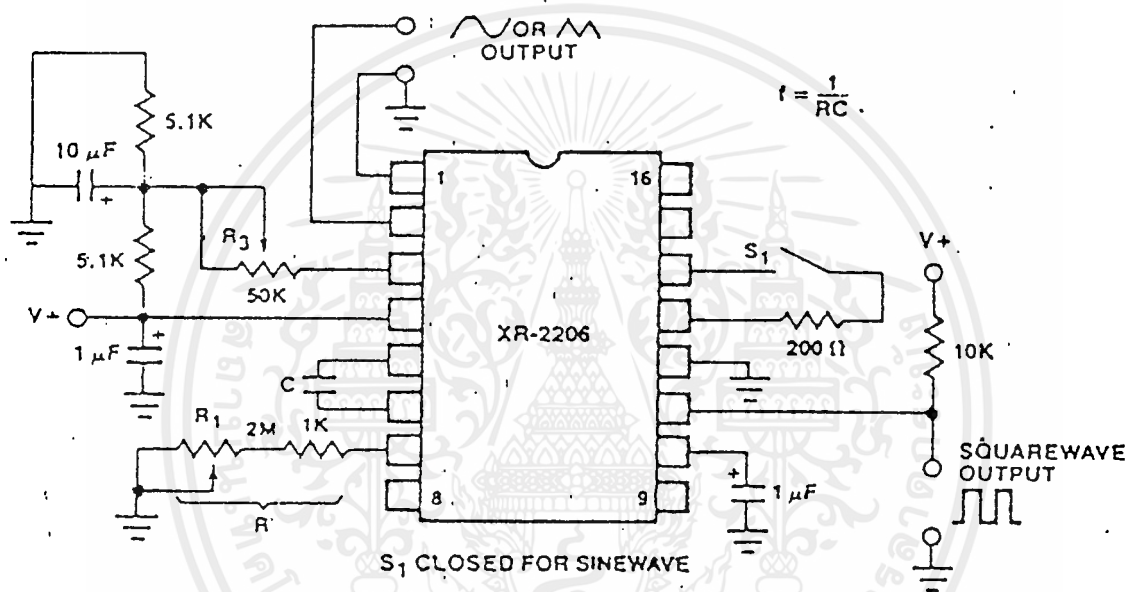 OR
OUTPUT
f = 1/RC
5.1K
10 μF
+
1
16
R3
5.1K
50K
S1
V+
V+
XR-2206
200 Ω
10K
1 μF
+
C
R1
2M
1K
SQUAREWAVE
OUTPUT
8
9
+
1 μF
R
S1 CLOSED FOR SINEWAVE